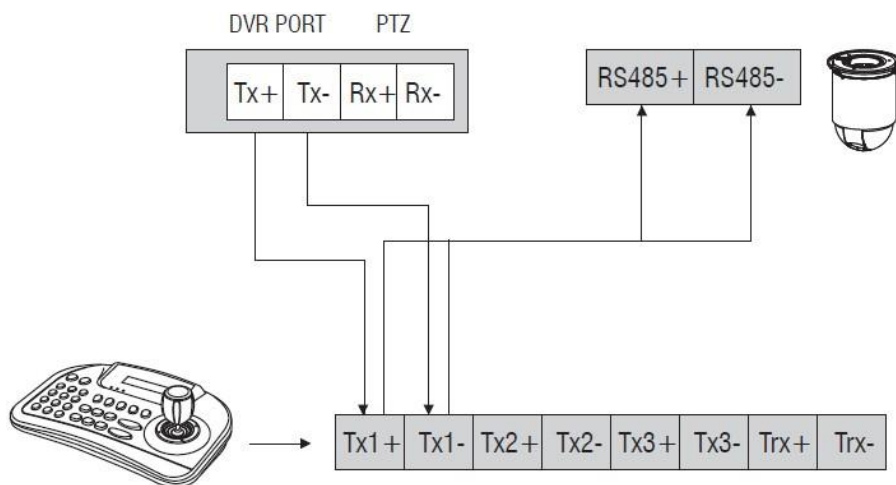 DVR PORT PTZ
Tx+ Tx- Rx+ Rx-
RS485+ RS485-
Tx1+ Tx1- Tx2+ Tx2- Tx3+ Tx3- Trx+ Trx-